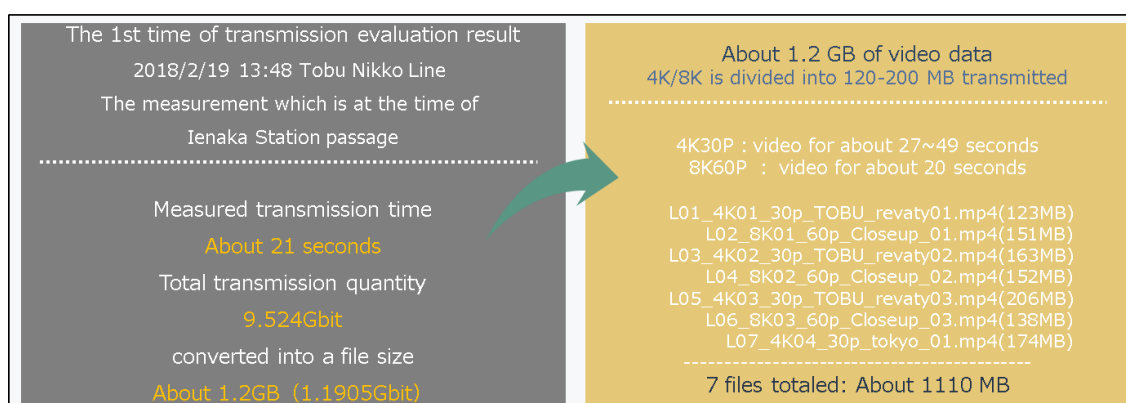 The 1st time of transmission evaluation result
2018/2/19 13:48 Tobu Nikko Line
The measurement which is at the time of
Ienaka Station passage
Measured transmission time
About 21 seconds
Total transmission quantity
9.524Gbit
converted into a file size
About 1.2GB (1.1905Gbit)
About 1.2 GB of video data
4K/8K is divided into 120-200 MB transmitted
4K30P : video for about 27~49 seconds
8K60P : video for about 20 seconds
L01_4K01_30p_TOBU_revaty01.mp4(123MB)
L02_8K01_60p_Closeup_01.mp4(151MB)
L03_4K02_30p_TOBU_revaty02.mp4(163MB)
L04_8K02_60p_Closeup_02.mp4(152MB)
L05_4K03_30p_TOBU_revaty03.mp4(206MB)
L06_8K03_60p_Closeup_03.mp4(138MB)
L07_4K04_30p_tokyo_01.mp4(174MB)
7 files totaled: About 1110 MB